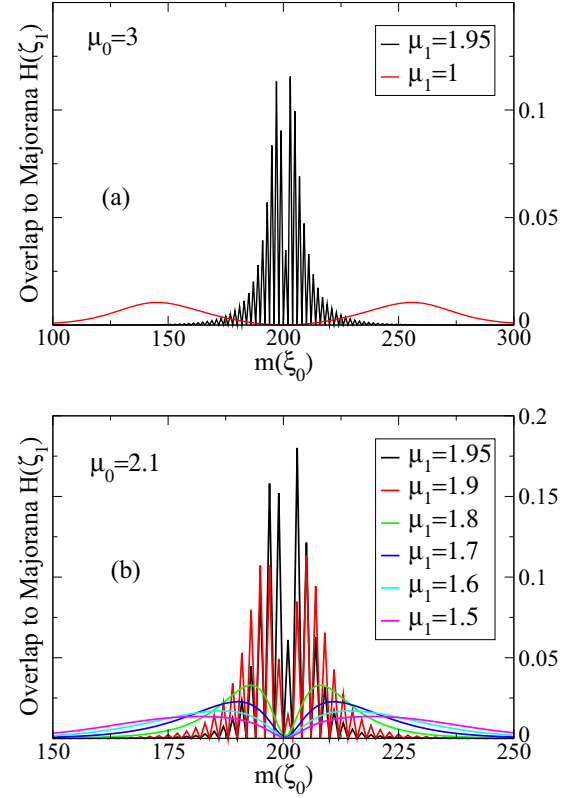 μ₀=3
μ₁=1.95
μ₁=1
(a)
Overlap to Majorana H(ζ₁)
0.1
0.05
0
100
150
200
250
300
m(ξ₀)
μ₀=2.1
μ₁=1.95
μ₁=1.9
μ₁=1.8
μ₁=1.7
μ₁=1.6
μ₁=1.5
(b)
Overlap to Majorana H(ζ₁)
0.2
0.15
0.1
0.05
0
150
175
200
225
250
m(ζ₀)